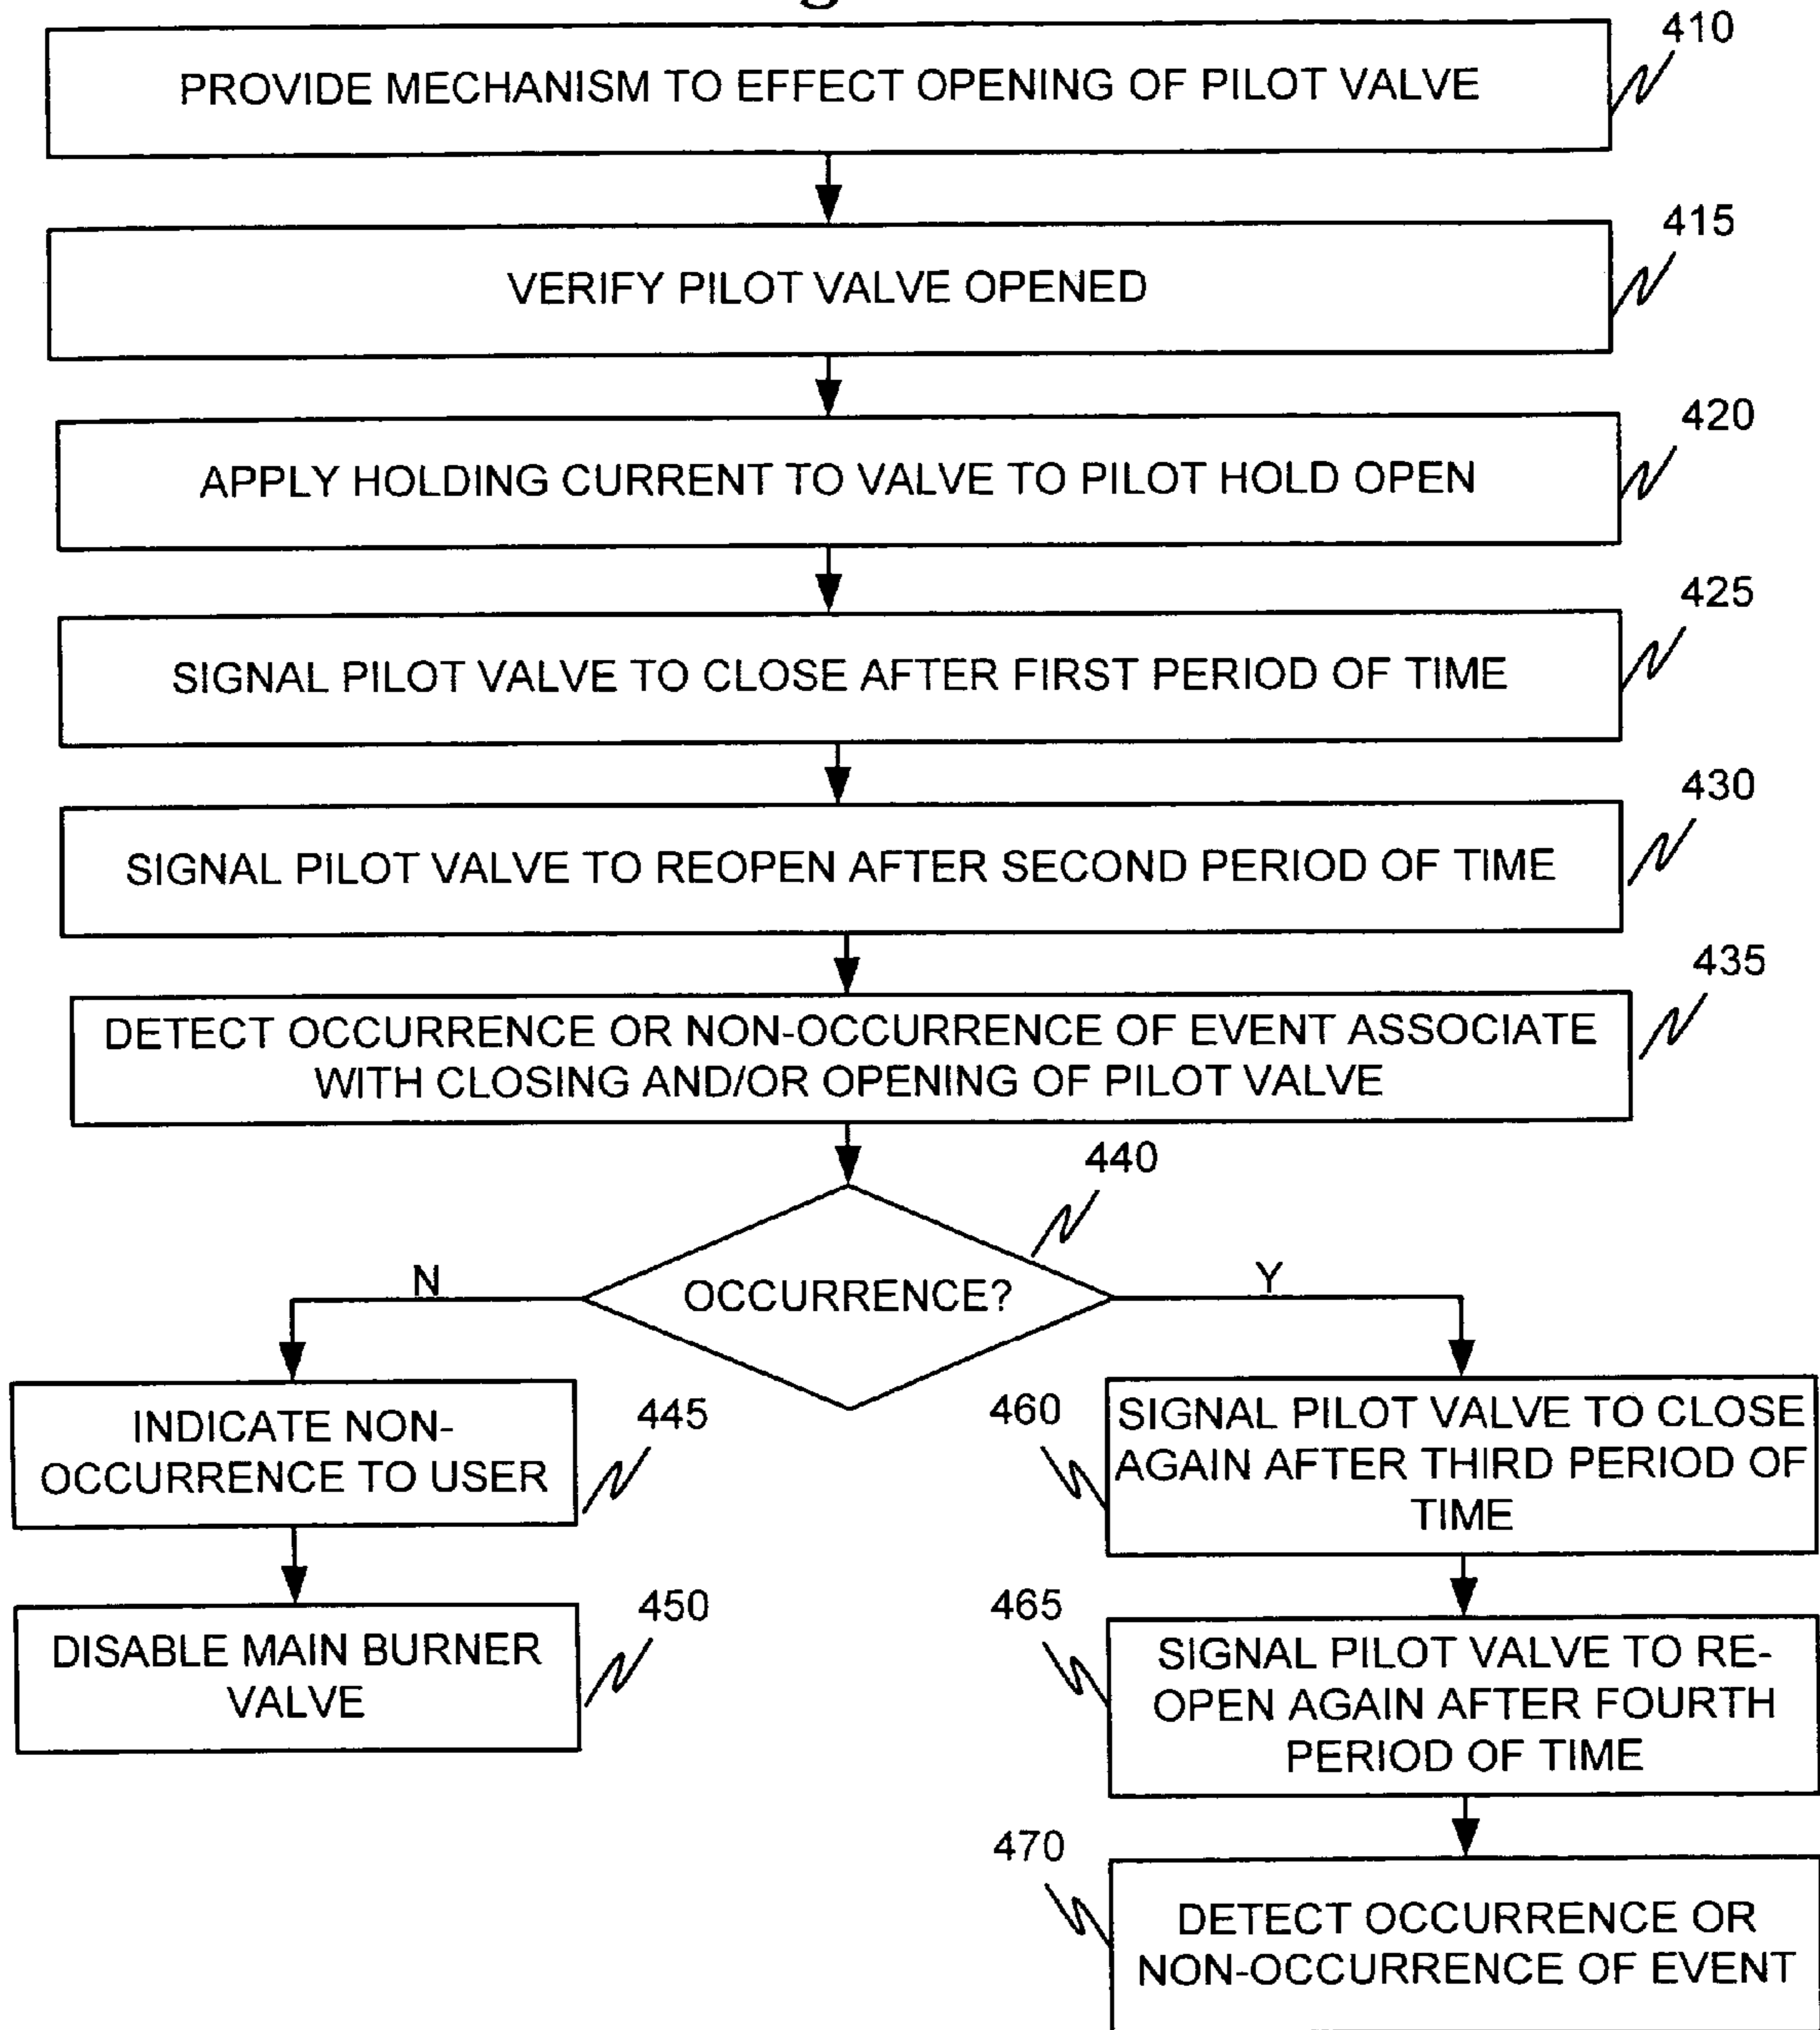 410
PROVIDE MECHANISM TO EFFECT OPENING OF PILOT VALVE
415
VERIFY PILOT VALVE OPENED
420
APPLY HOLDING CURRENT TO VALVE TO PILOT HOLD OPEN
425
SIGNAL PILOT VALVE TO CLOSE AFTER FIRST PERIOD OF TIME
430
SIGNAL PILOT VALVE TO REOPEN AFTER SECOND PERIOD OF TIME
435
DETECT OCCURRENCE OR NON-OCCURRENCE OF EVENT ASSOCIATE
WITH CLOSING AND/OR OPENING OF PILOT VALVE
440
OCCURRENCE?
N
Y
INDICATE NON-
OCCURRENCE TO USER
445
DISABLE MAIN BURNER
VALVE
450
460
SIGNAL PILOT VALVE TO CLOSE
AGAIN AFTER THIRD PERIOD OF
TIME
465
SIGNAL PILOT VALVE TO RE-
OPEN AGAIN AFTER FOURTH
PERIOD OF TIME
470
DETECT OCCURRENCE OR
NON-OCCURRENCE OF EVENT